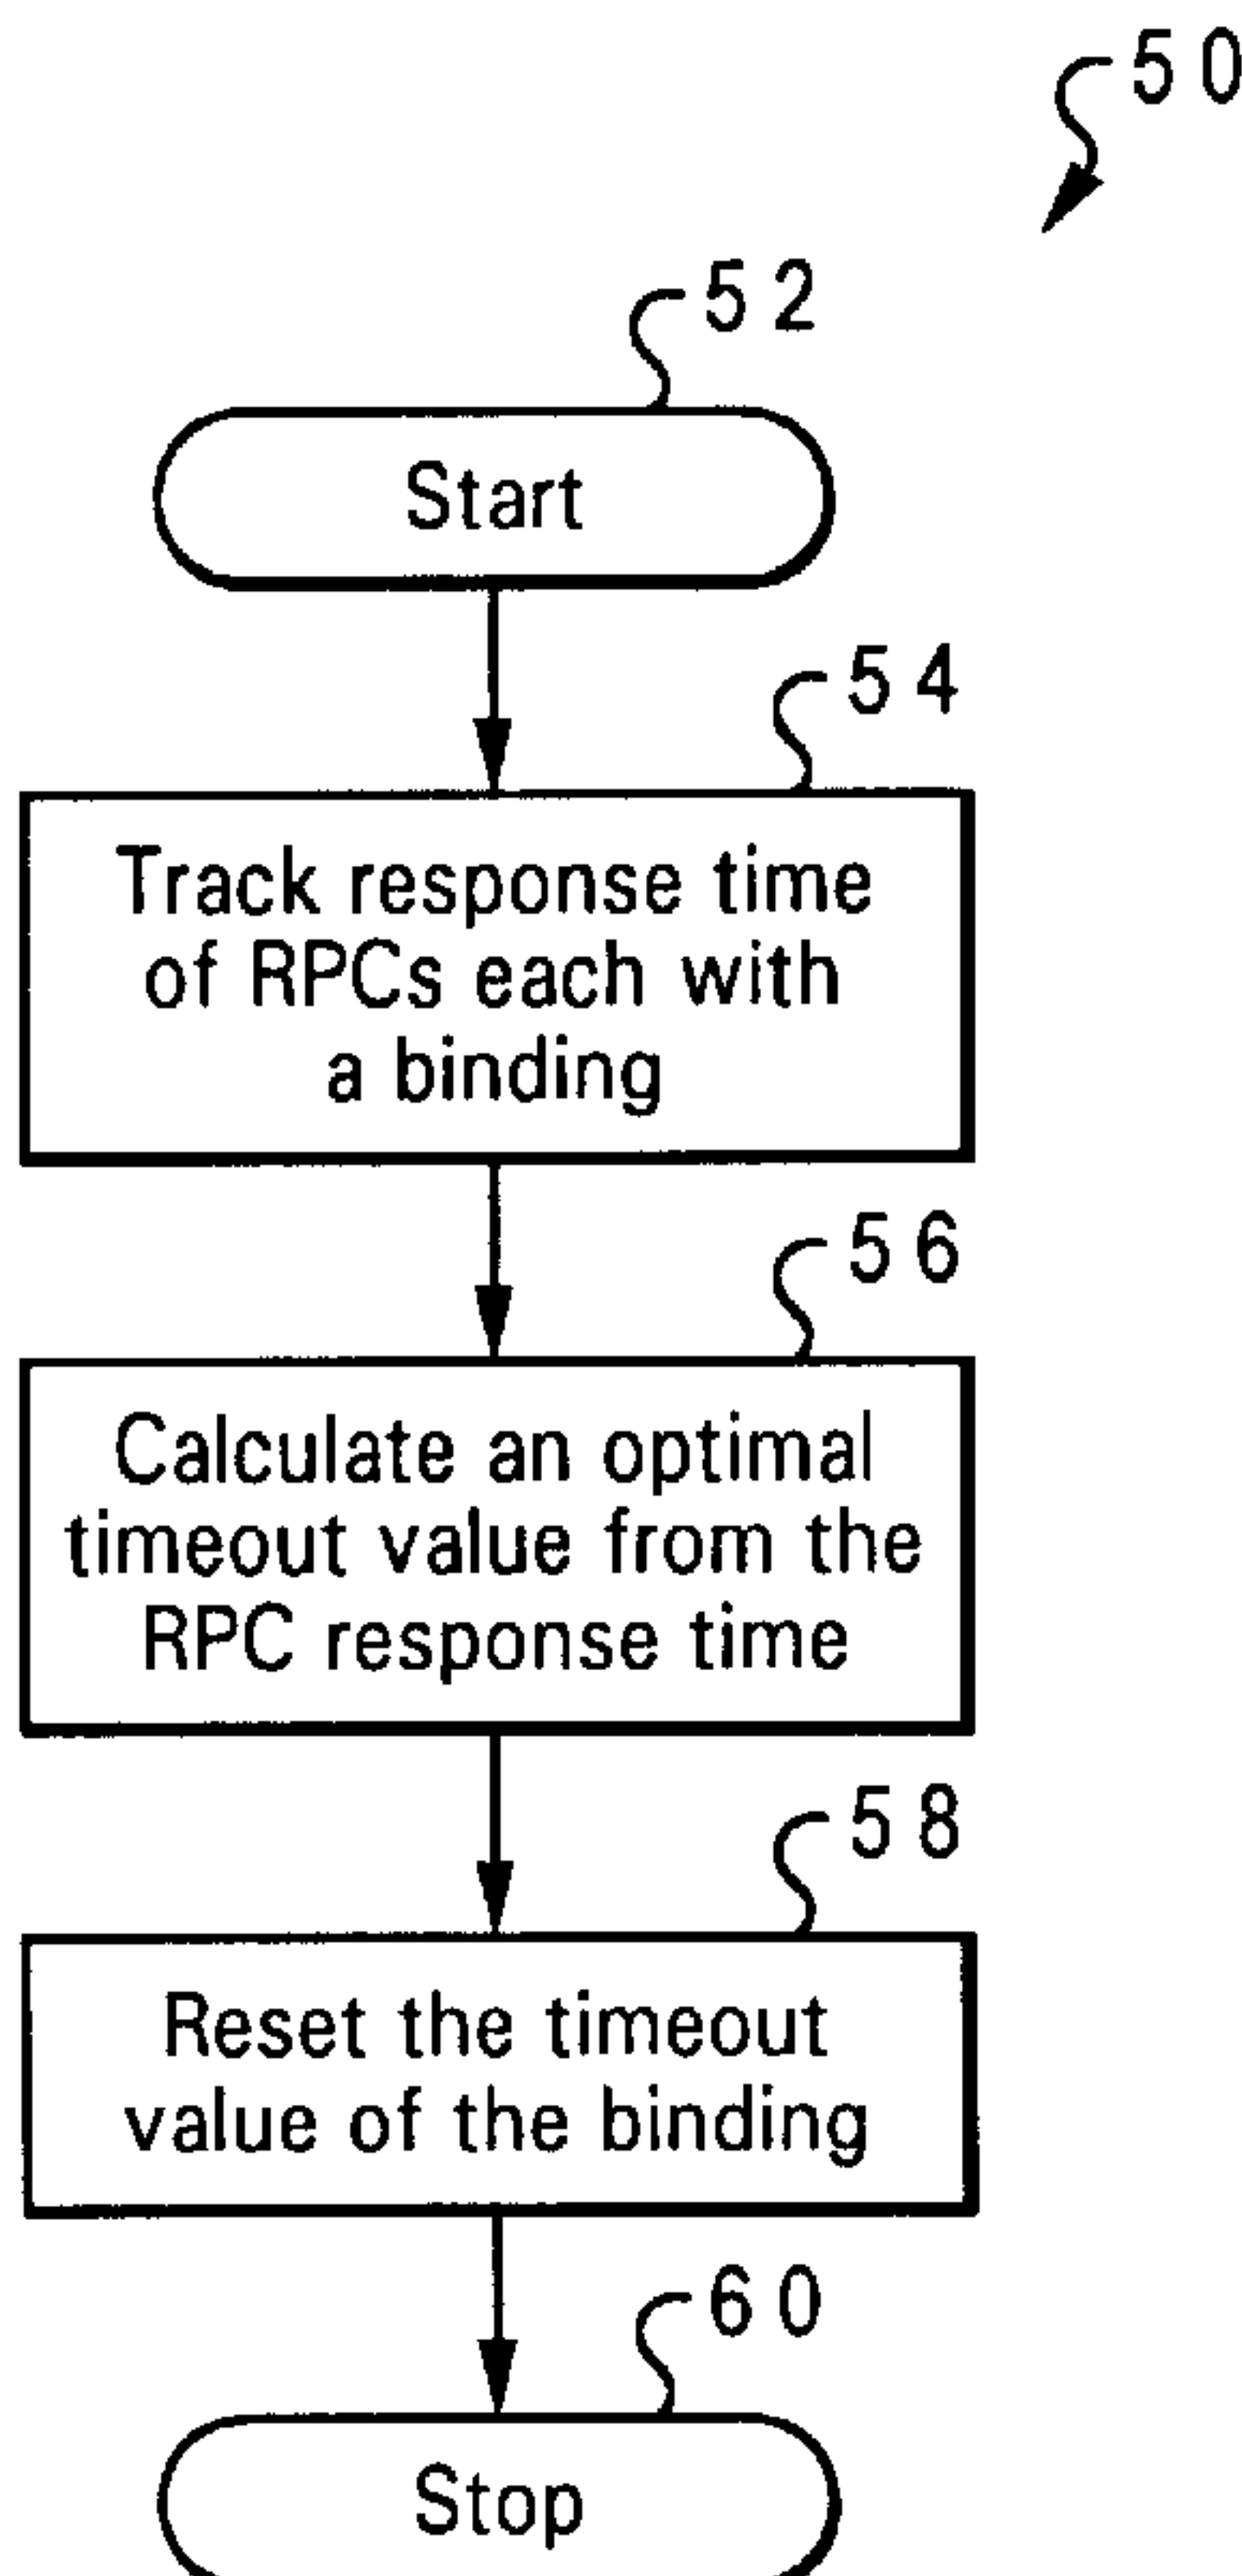 50
52
Start
54
Track response time
of RPCs each with
a binding
56
Calculate an optimal
timeout value from the
RPC response time
58
Reset the timeout
value of the binding
60
Stop